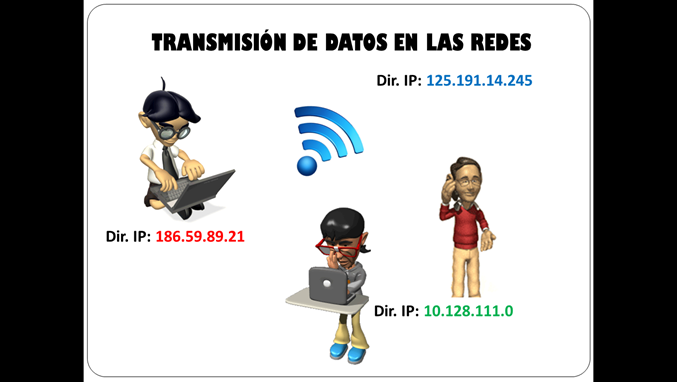 TRANSMISIÓN DE DATOS EN LAS REDES
Dir. IP: 125.191.14.245
Dir. IP: 186.59.89.21
Dir. IP: 10.128.111.0